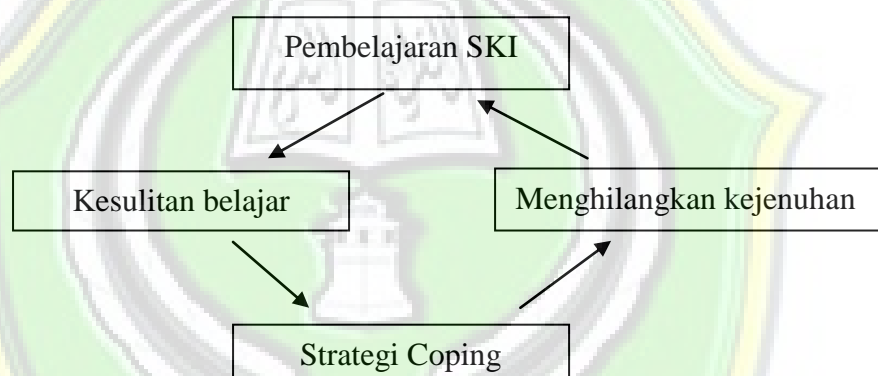 Pembelajaran SKI
Kesulitan belajar
Menghilangkan kejenuhan
Strategi Coping